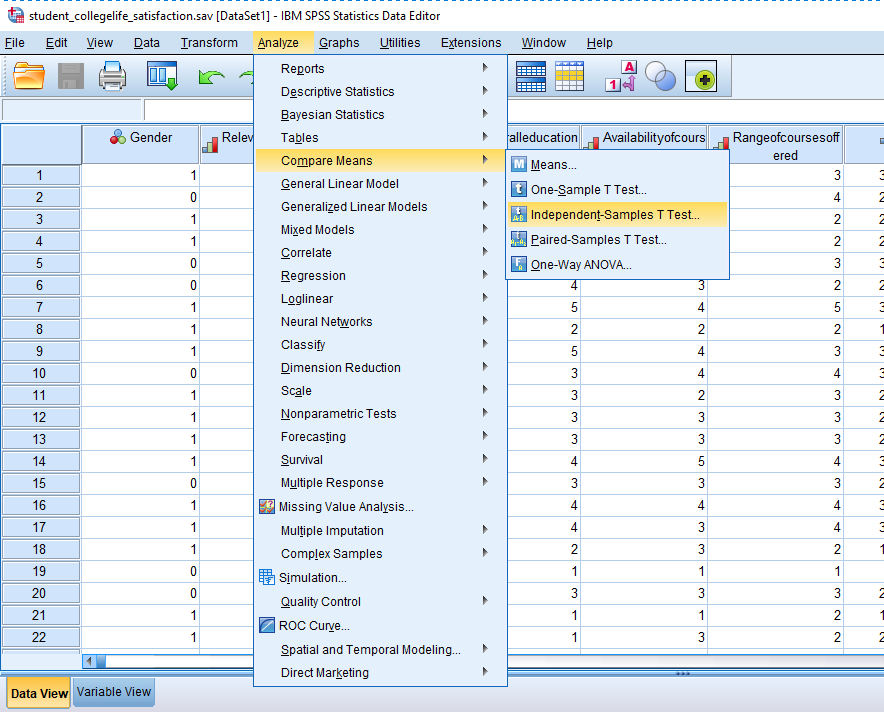 student_collegelife_satisfaction.sav [DataSet1] - IBM SPSS Statistics Data Editor
File Edit View Data Transform Analyze Graphs Utilities Extensions Window Help
1 A
Gender Relev ralleducation Availabilityofcours Rangeofcoursesoff
ered
Reports
Descriptive Statistics
Bayesian Statistics
Tables
Compare Means
General Linear Model
Generalized Linear Models
Mixed Models
Correlate
Regression
Loglinear
Neural Networks
Classify
Dimension Reduction
Scale
Nonparametric Tests
Forecasting
Survival
Multiple Response
Missing Value Analysis...
Multiple Imputation
Complex Samples
Simulation...
Quality Control
ROC Curve...
Spatial and Temporal Modeling...
Direct Marketing
M Means...
t One-Sample T Test...
Independent-Samples T Test...
Paired-Samples T Test...
One-Way ANOVA...
1 1 3 3
2 0 4 2
3 1 2 2
4 1 2 2
5 0 3 3
6 0 4 3 2 2
7 1 5 4 5 3
8 1 2 2 2 1
9 1 5 4 3 3
10 0 3 4 4 3
11 1 3 2 3 2
12 1 3 3 3 2
13 1 3 3 3 2
14 1 4 5 4 3
15 0 3 3 3 2
16 1 4 4 4 3
17 1 4 3 4 3
18 1 2 3 2 1
19 0 1 1 1
20 0 3 3 3 2
21 1 1 1 2 1
22 1 1 3 2 2
Data View Variable View